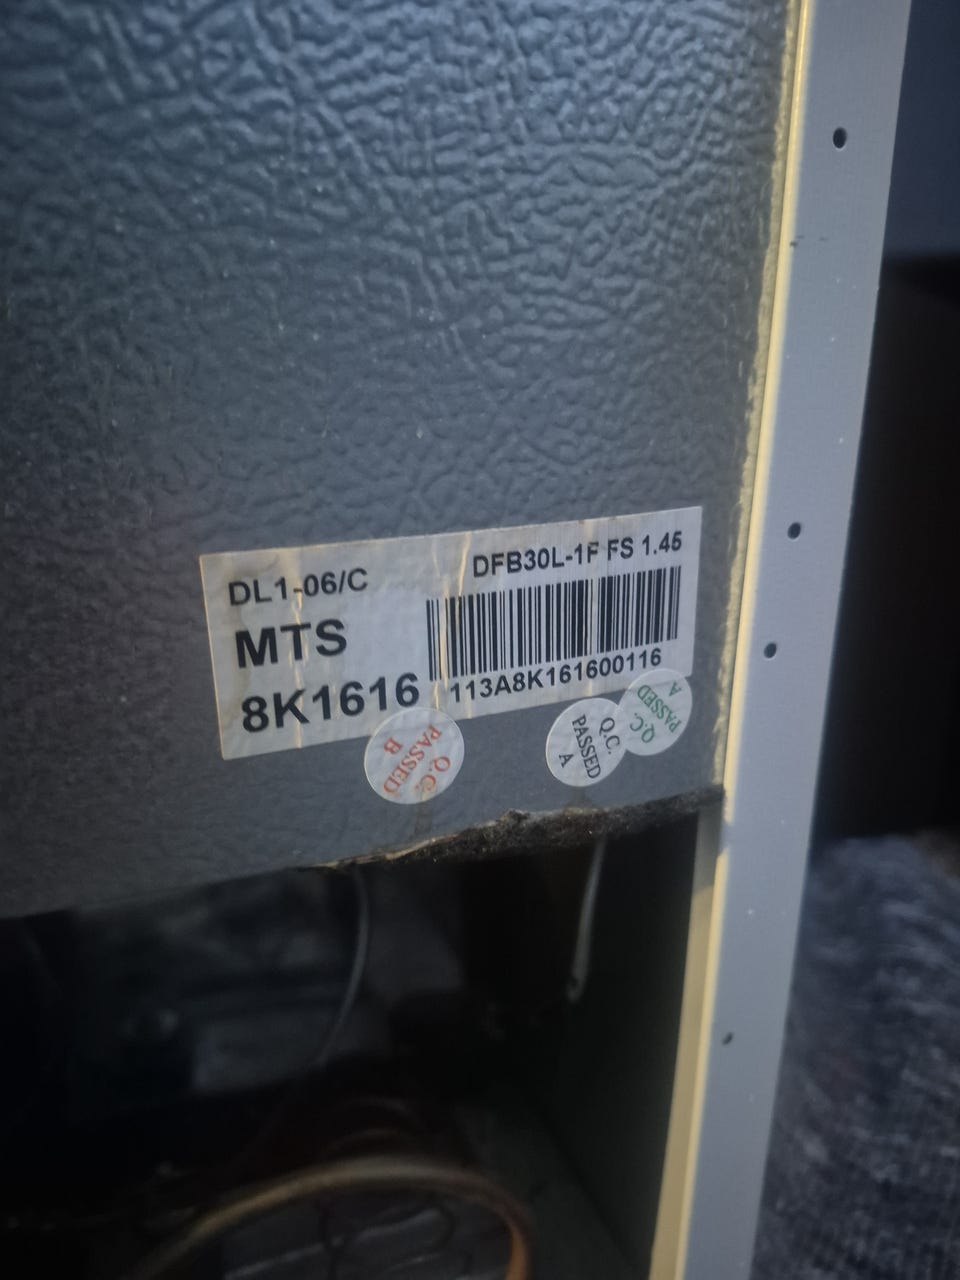 DL1-06/C
DFB30L-1F FS 1.45
MTS
8K1616
113A8K161600116
Q.C.
PASSED
B
Q.C.
PASSED
A
Q.C.
PASSED
A